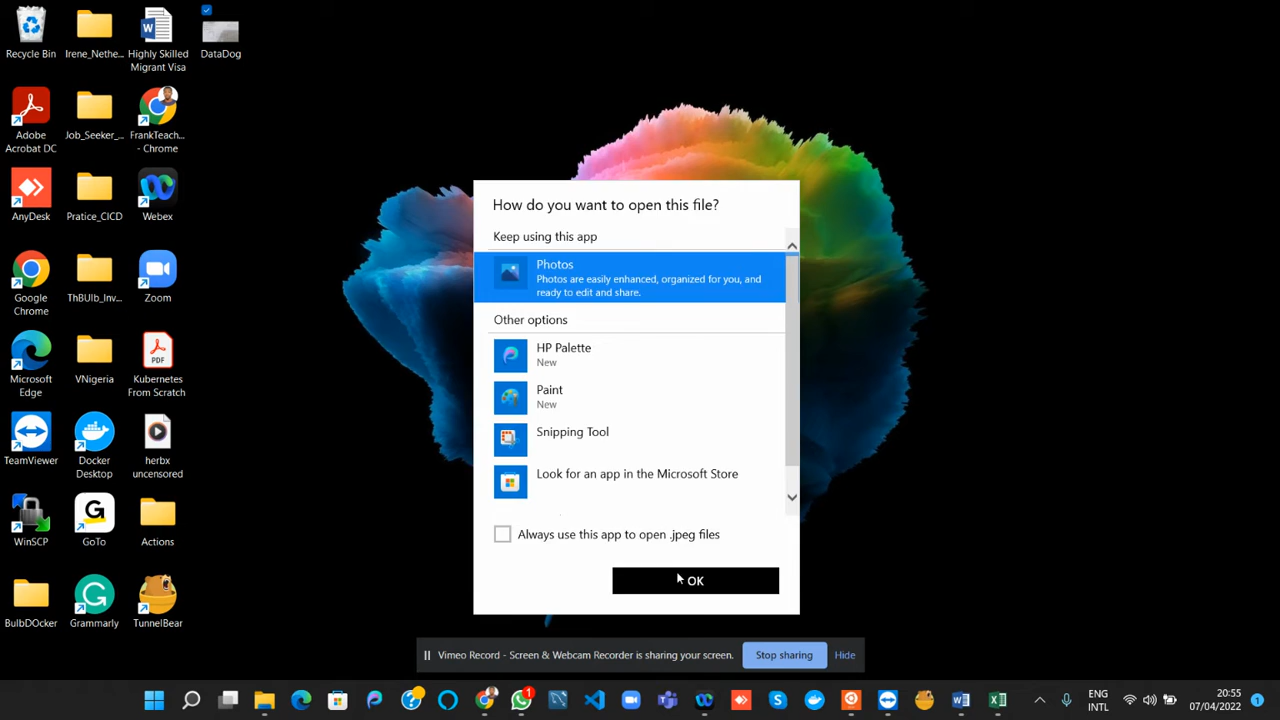 Recycle Bin
Irene_Nethe...
Highly Skilled
Migrant Visa
DataDog
Adobe
Acrobat DC
Job_Seeker_...
FrankTeach...
- Chrome
AnyDesk
Pratice_CICD
Webex
Google
Chrome
ThBUlb_Inv...
Zoom
Microsoft
Edge
VNigeria
PDF
Kubernetes
From Scratch
TeamViewer
Docker
Desktop
herbx
uncensored
WinSCP
GoTo
Actions
BulbDOcker
Grammarly
TunnelBear
How do you want to open this file?
Keep using this app
Photos
Photos are easily enhanced, organized for you, and
ready to edit and share.
Other options
HP Palette
New
Paint
New
Snipping Tool
Look for an app in the Microsoft Store
Always use this app to open .jpeg files
OK
Vimeo Record - Screen & Webcam Recorder is sharing your screen.
Stop sharing
Hide
1
ENG
INTL
20:55
07/04/2022
1